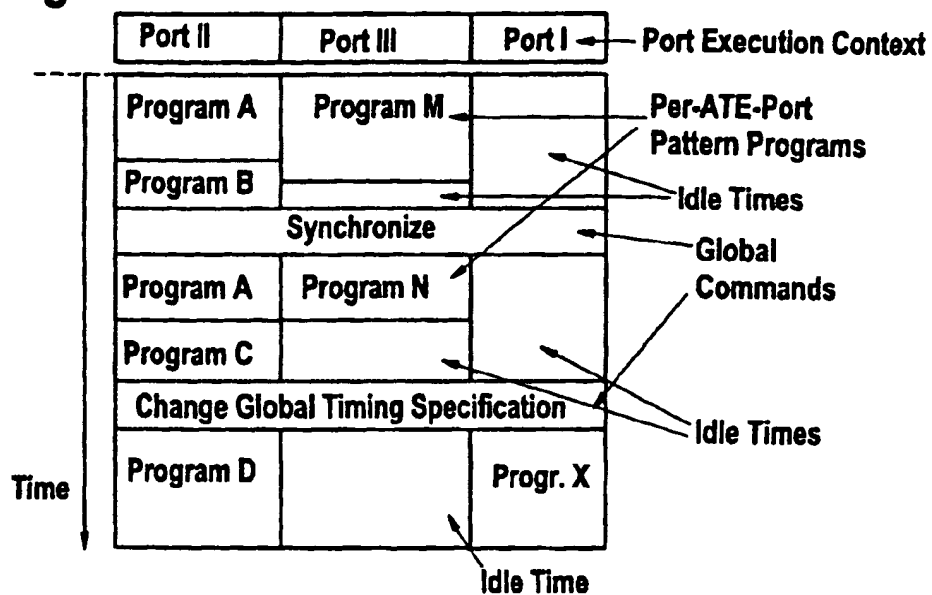 g
Port II Port III Port I Port Execution Context
Program A Program M Per-ATE-Port
Pattern Programs
Program B Idle Times
Synchronize
Global
Commands
Program A Program N
Program C
Change Global Timing Specification
Idle Times
Program D Progr. X
Time
Idle Time